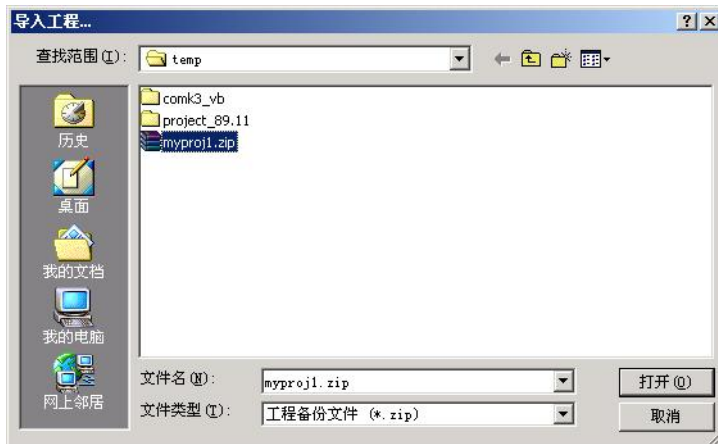 导入工程...
查找范围(I): temp
comk3_vb
project_89.11
myproj1.zip
历史
桌面
我的文档
我的电脑
网上邻居
文件名(N): myproj1.zip 打开(O)
文件类型(T): 工程备份文件 (*.zip) 取消